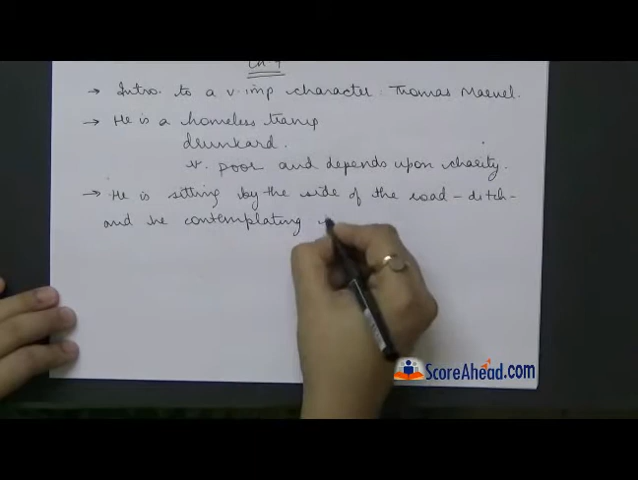 Ch 9
→ Intro. to a v. imp character. Thomas Marvel.
→ He is a homeless tramp
drunkard.
v. poor and depends upon charity.
→ He is sitting by the side of the road - ditch -
and he contemplating
ScoreAhead.com